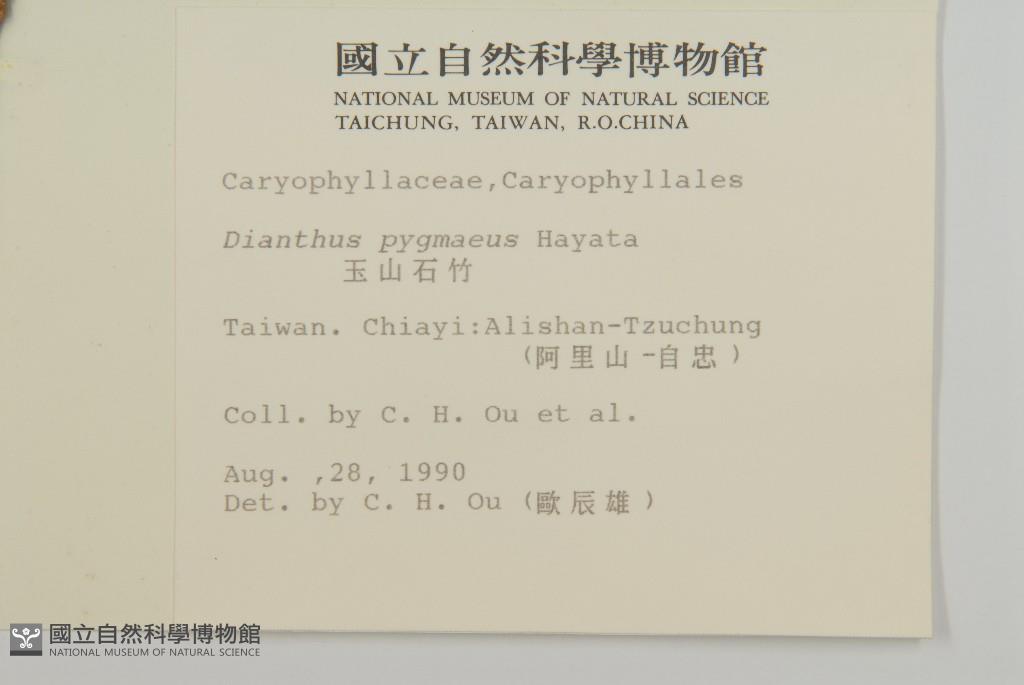 國立自然科學博物館
NATIONAL MUSEUM OF NATURAL SCIENCE
TAICHUNG, TAIWAN, R.O.CHINA
Caryophyllaceae,Caryophyllales
Dianthus pygmaeus Hayata
玉山石竹
Taiwan. Chiayi:Alishan-Tzuchung
(阿里山-自忠)
Coll. by C. H. Ou et al.
Aug. ,28, 1990
Det. by C. H. Ou (歐辰雄)
國立自然科學博物館
NATIONAL MUSEUM OF NATURAL SCIENCE